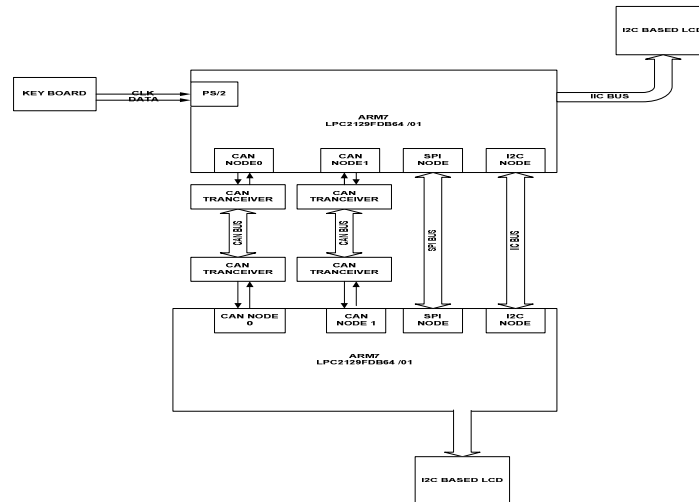 I2C BASED LCD
KEY BOARD
CLK
DATA
PS/2
IIC BUS
ARM7
LPC2129FDB64 /01
CAN
NODE0
CAN
NODE1
SPI
NODE
I2C
NODE
CAN
TRANCEIVER
CAN
TRANCEIVER
CAN BUS
CAN BUS
SPI BUS
IIC BUS
CAN
TRANCEIVER
CAN
TRANCEIVER
CAN NODE
0
CAN
NODE 1
SPI
NODE
I2C
NODE
ARM7
LPC2129FDB64 /01
I2C BASED LCD